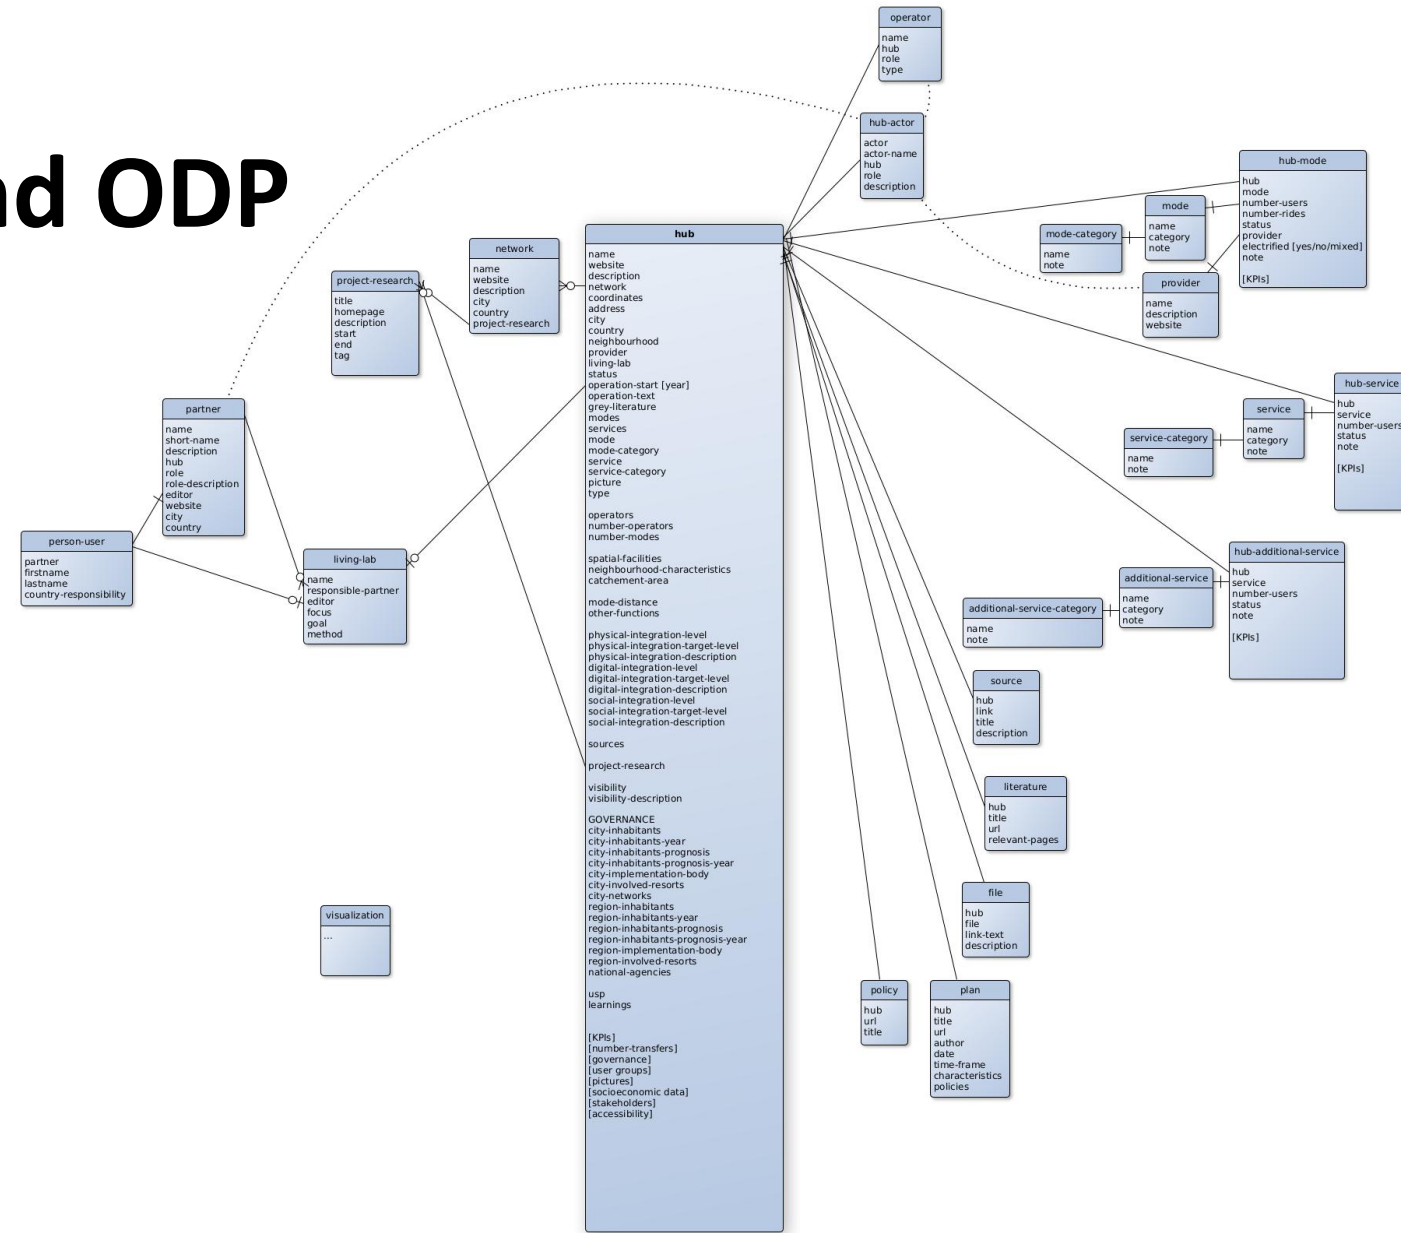 nd ODP
operator
name
hub
role
type
hub-actor
actor
actor-name
hub
role
description
hub-mode
hub
mode
number-users
number-rides
status
provider
electrified [yes/no/mixed]
note
[KPIs]
mode
name
category
note
mode-category
name
note
provider
name
description
website
network
name
website
description
city
country
project-research
project-research
title
homepage
description
start
end
tag
hub
name
website
description
network
coordinates
address
city
country
neighbourhood
provider
living-lab
status
operation-start [year]
operation-text
grey-literature
modes
services
mode
mode-category
service
service-category
picture
type
operators
number-operators
number-modes
spatial-facilities
neighbourhood-characteristics
catchement-area
mode-distance
other-functions
physical-integration-level
physical-integration-target-level
physical-integration-description
digital-integration-level
digital-integration-target-level
digital-integration-description
social-integration-level
social-integration-target-level
social-integration-description
sources
project-research
visibility
visibility-description
GOVERNANCE
city-inhabitants
city-inhabitants-year
city-inhabitants-prognosis
city-inhabitants-prognosis-year
city-implementation-body
city-involved-resorts
city-networks
region-inhabitants
region-inhabitants-year
region-inhabitants-prognosis
region-inhabitants-prognosis-year
region-implementation-body
region-involved-resorts
national-agencies
usp
learnings
[KPIs]
[number-transfers]
[governance]
[user groups]
[pictures]
[socioeconomic data]
[stakeholders]
[accessibility]
partner
name
short-name
description
hub
role
role-description
editor
website
city
country
person-user
partner
firstname
lastname
country-responsibility
living-lab
name
responsible-partner
editor
focus
goal
method
visualization
...
hub-service
hub
service
number-users
status
note
[KPIs]
service
name
category
note
service-category
name
note
hub-additional-service
hub
service
number-users
status
note
[KPIs]
additional-service
name
category
note
additional-service-category
name
note
source
hub
link
title
description
literature
hub
title
url
relevant-pages
file
hub
file
link-text
description
policy
hub
url
title
plan
hub
title
url
author
date
time-frame
characteristics
policies